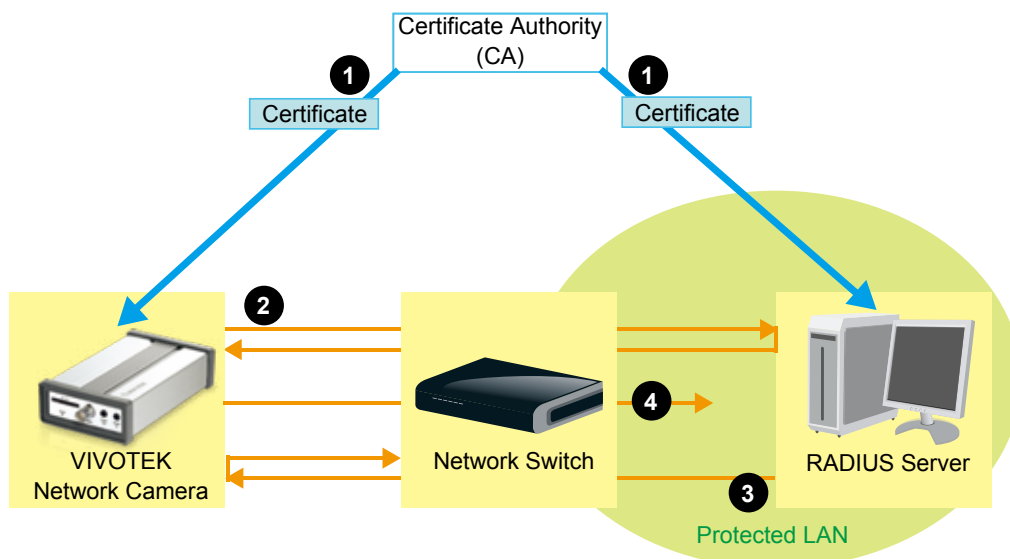 Certificate Authority
(CA)
1
1
Certificate
Certificate
2
4
VIVOTEK
Network Camera
Network Switch
RADIUS Server
3
Protected LAN